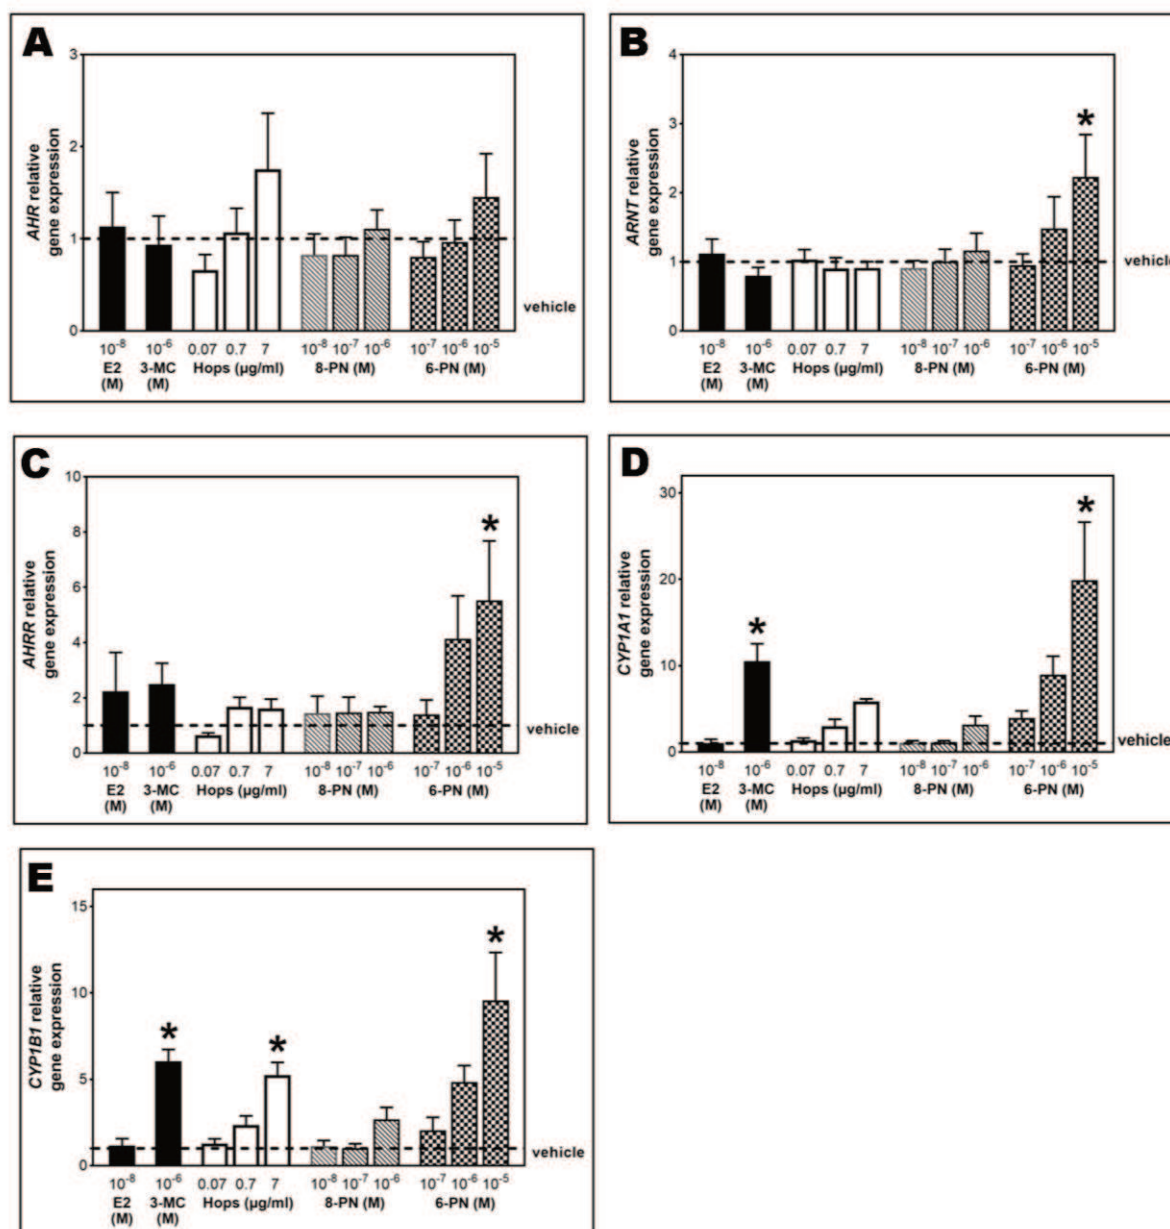 A
AHR relative
gene expression
3
2
1
0
vehicle
10⁻⁸ 10⁻⁶ 0.07 0.7 7 10⁻⁸ 10⁻⁷ 10⁻⁶ 10⁻⁷ 10⁻⁶ 10⁻⁵
E2 3-MC Hops (µg/ml) 8-PN (M) 6-PN (M)
(M) (M)
B
ARNT relative
gene expression
4
3
2
1
0
*
vehicle
10⁻⁸ 10⁻⁶ 0.07 0.7 7 10⁻⁸ 10⁻⁷ 10⁻⁶ 10⁻⁷ 10⁻⁶ 10⁻⁵
E2 3-MC Hops (µg/ml) 8-PN (M) 6-PN (M)
(M) (M)
C
AHRR relative
gene expression
10
8
6
4
2
0
*
vehicle
10⁻⁸ 10⁻⁶ 0.07 0.7 7 10⁻⁸ 10⁻⁷ 10⁻⁶ 10⁻⁷ 10⁻⁶ 10⁻⁵
E2 3-MC Hops (µg/ml) 8-PN (M) 6-PN (M)
(M) (M)
D
CYP1A1 relative
gene expression
30
20
10
0
* *
vehicle
10⁻⁸ 10⁻⁶ 0.07 0.7 7 10⁻⁸ 10⁻⁷ 10⁻⁶ 10⁻⁷ 10⁻⁶ 10⁻⁵
E2 3-MC Hops (µg/ml) 8-PN (M) 6-PN (M)
(M) (M)
E
CYP1B1 relative
gene expression
15
10
5
0
* * *
vehicle
10⁻⁸ 10⁻⁶ 0.07 0.7 7 10⁻⁸ 10⁻⁷ 10⁻⁶ 10⁻⁷ 10⁻⁶ 10⁻⁵
E2 3-MC Hops (µg/ml) 8-PN (M) 6-PN (M)
(M) (M)